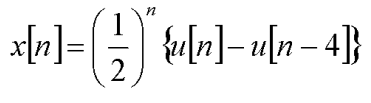 x[n] = (1/2)^n {u[n] − u[n − 4]}